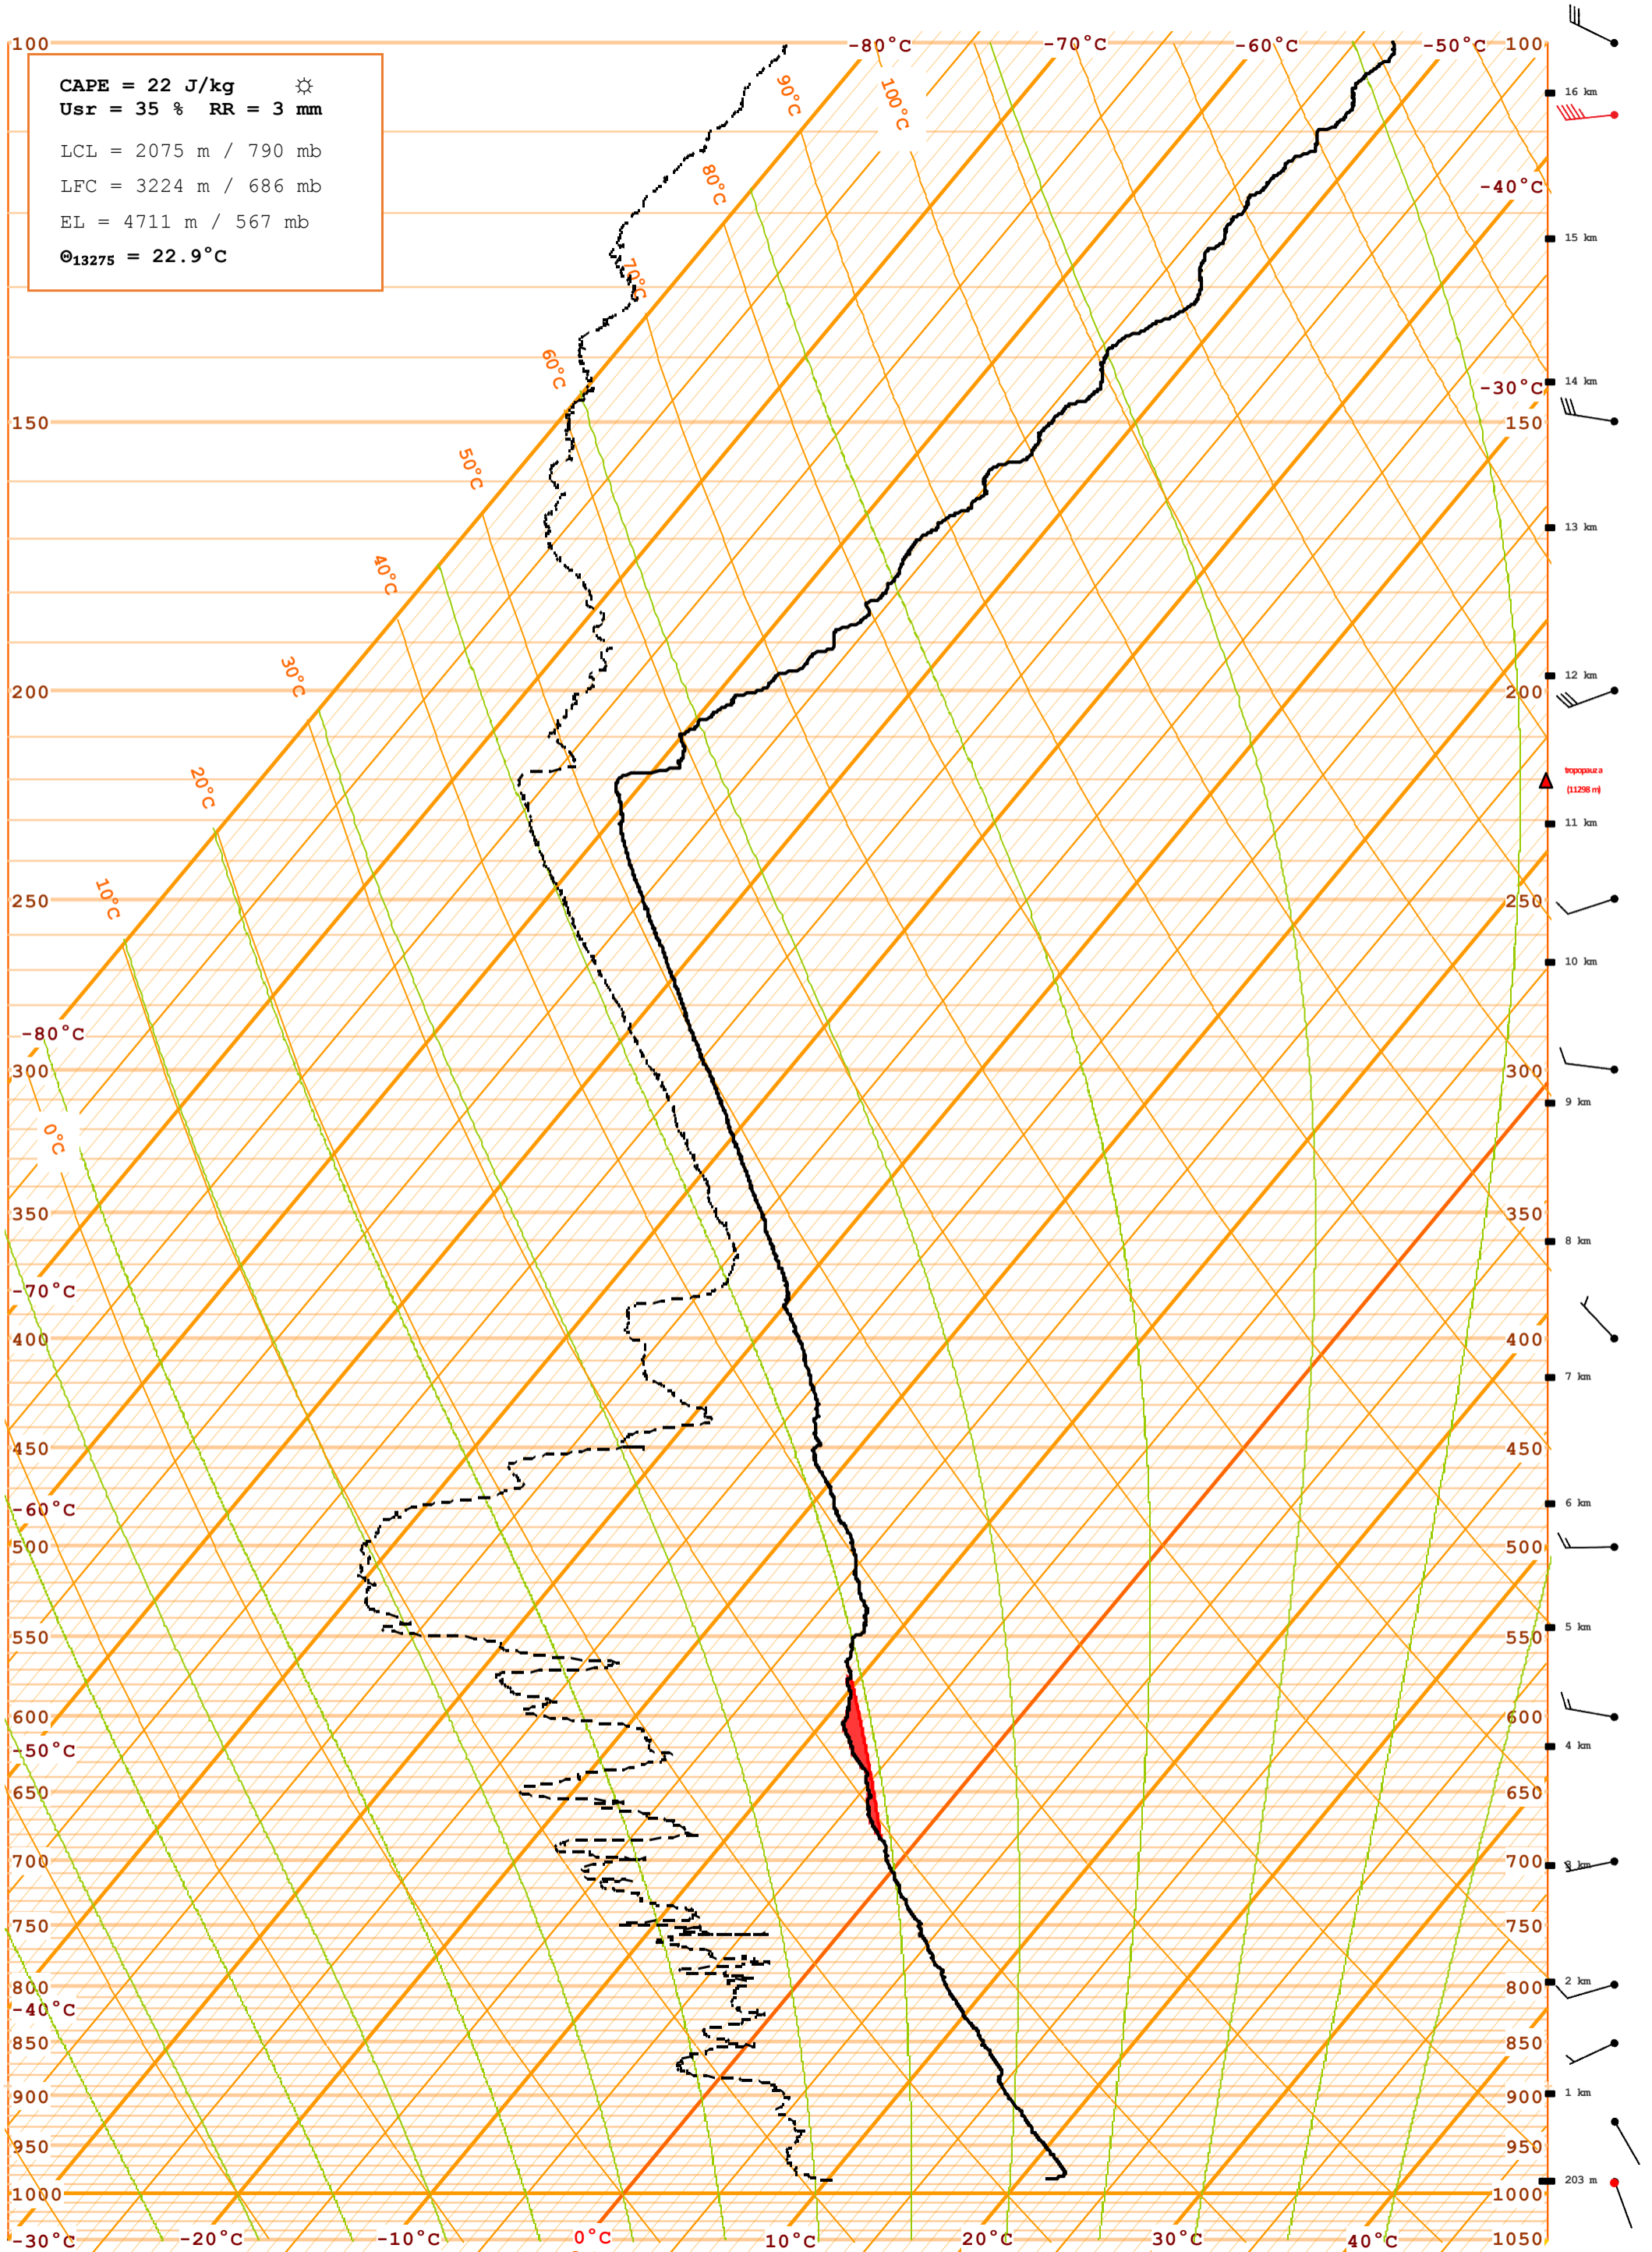 -80°C -70°C -60°C -50°C
100 100
CAPE = 22 J/kg ☼
Usr = 35 % RR = 3 mm
LCL = 2075 m / 790 mb
LFC = 3224 m / 686 mb
EL = 4711 m / 567 mb
Θ13275 = 22.9°C
90°C 100°C
16 km
80°C
-40°C
15 km
70°C
60°C
14 km
-30°C
150 150
50°C
13 km
40°C
30°C
12 km
200 200
20°C
tropopauza
(11298 m)
11 km
10°C
250 250
10 km
-80°C
300 300
9 km
0°C
350 350
8 km
-70°C
400 400
7 km
450 450
-60°C
6 km
500 500
5 km
550 550
600 600
-50°C
4 km
650 650
700 700
3 km
750 750
2 km
800 800
-40°C
850 850
1 km
900 900
950 950
203 m
1000 1000
-30°C -20°C -10°C 0°C 10°C 20°C 30°C 40°C 1050